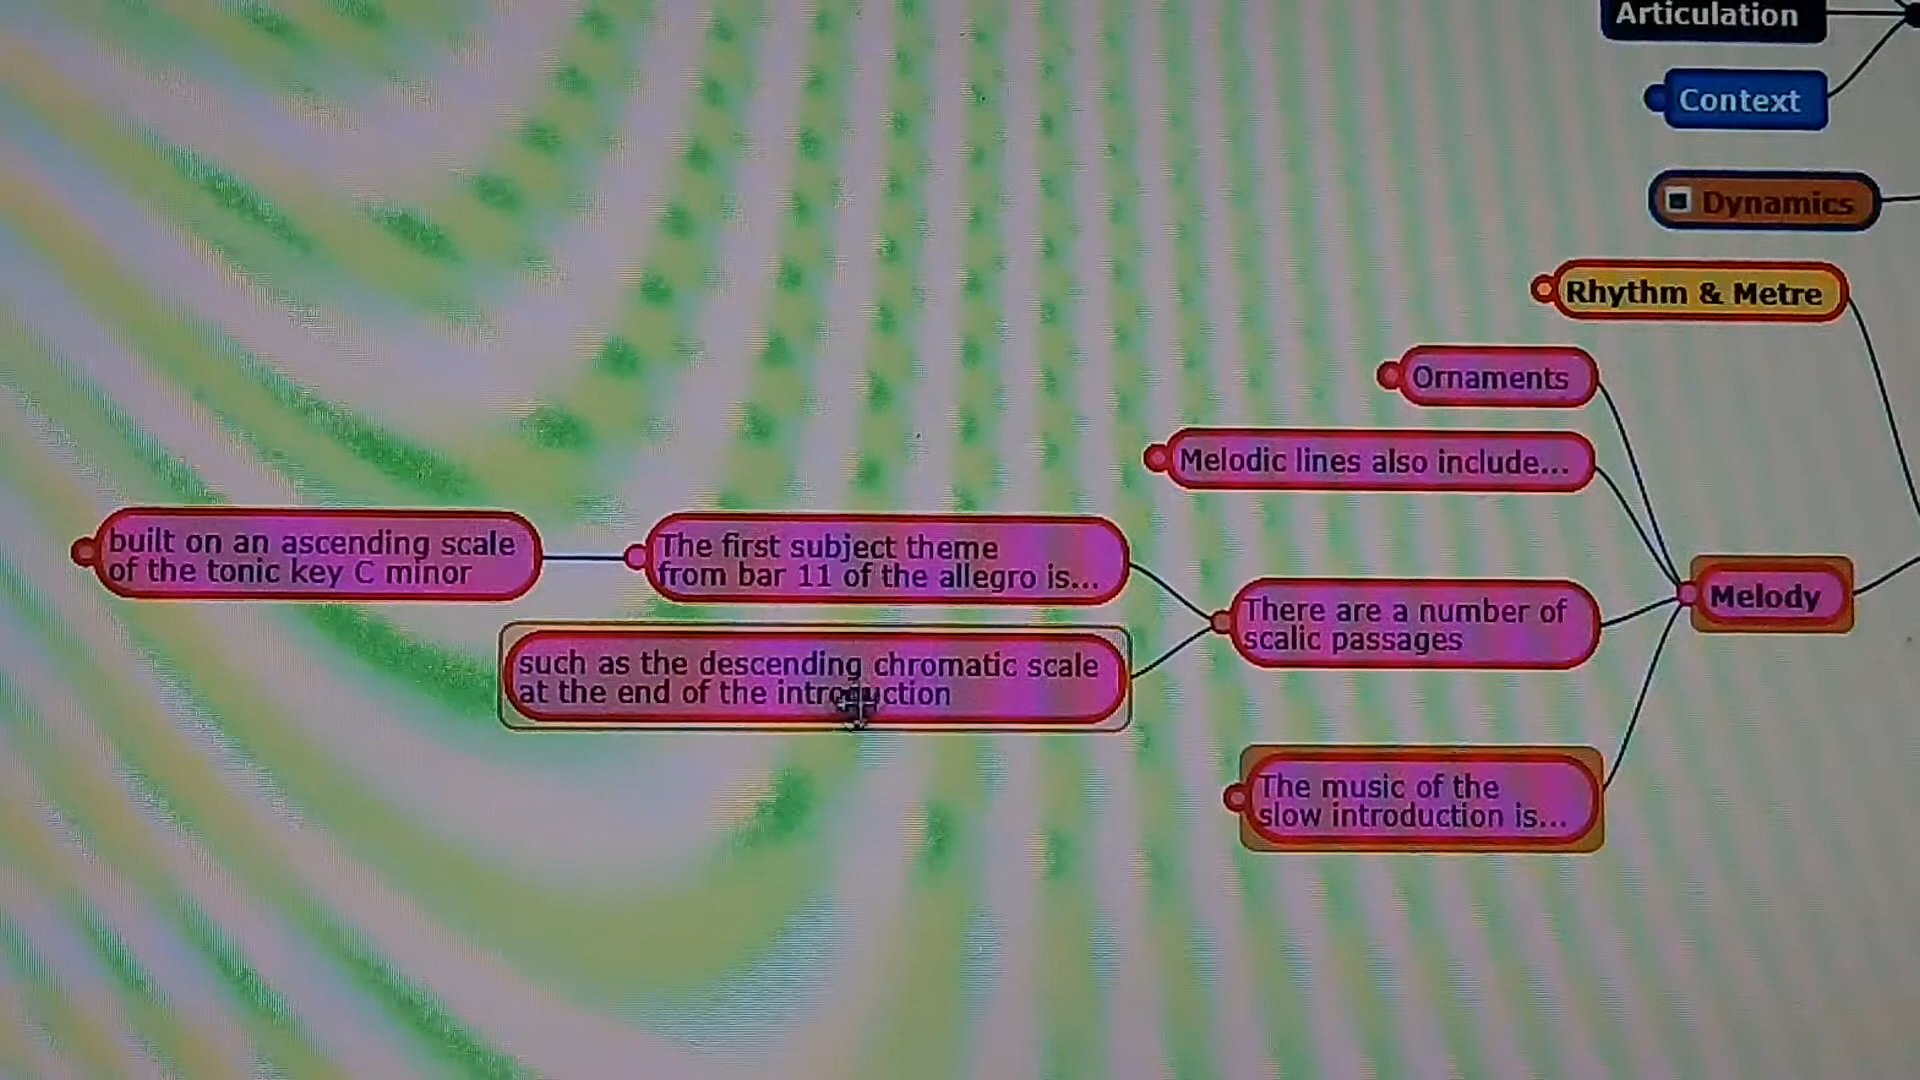 Articulation
Context
Dynamics
Rhythm & Metre
Ornaments
Melodic lines also include...
built on an ascending scale
of the tonic key C minor
The first subject theme
from bar 11 of the allegro is...
There are a number of
scalic passages
Melody
such as the descending chromatic scale
at the end of the introduction
The music of the
slow introduction is...